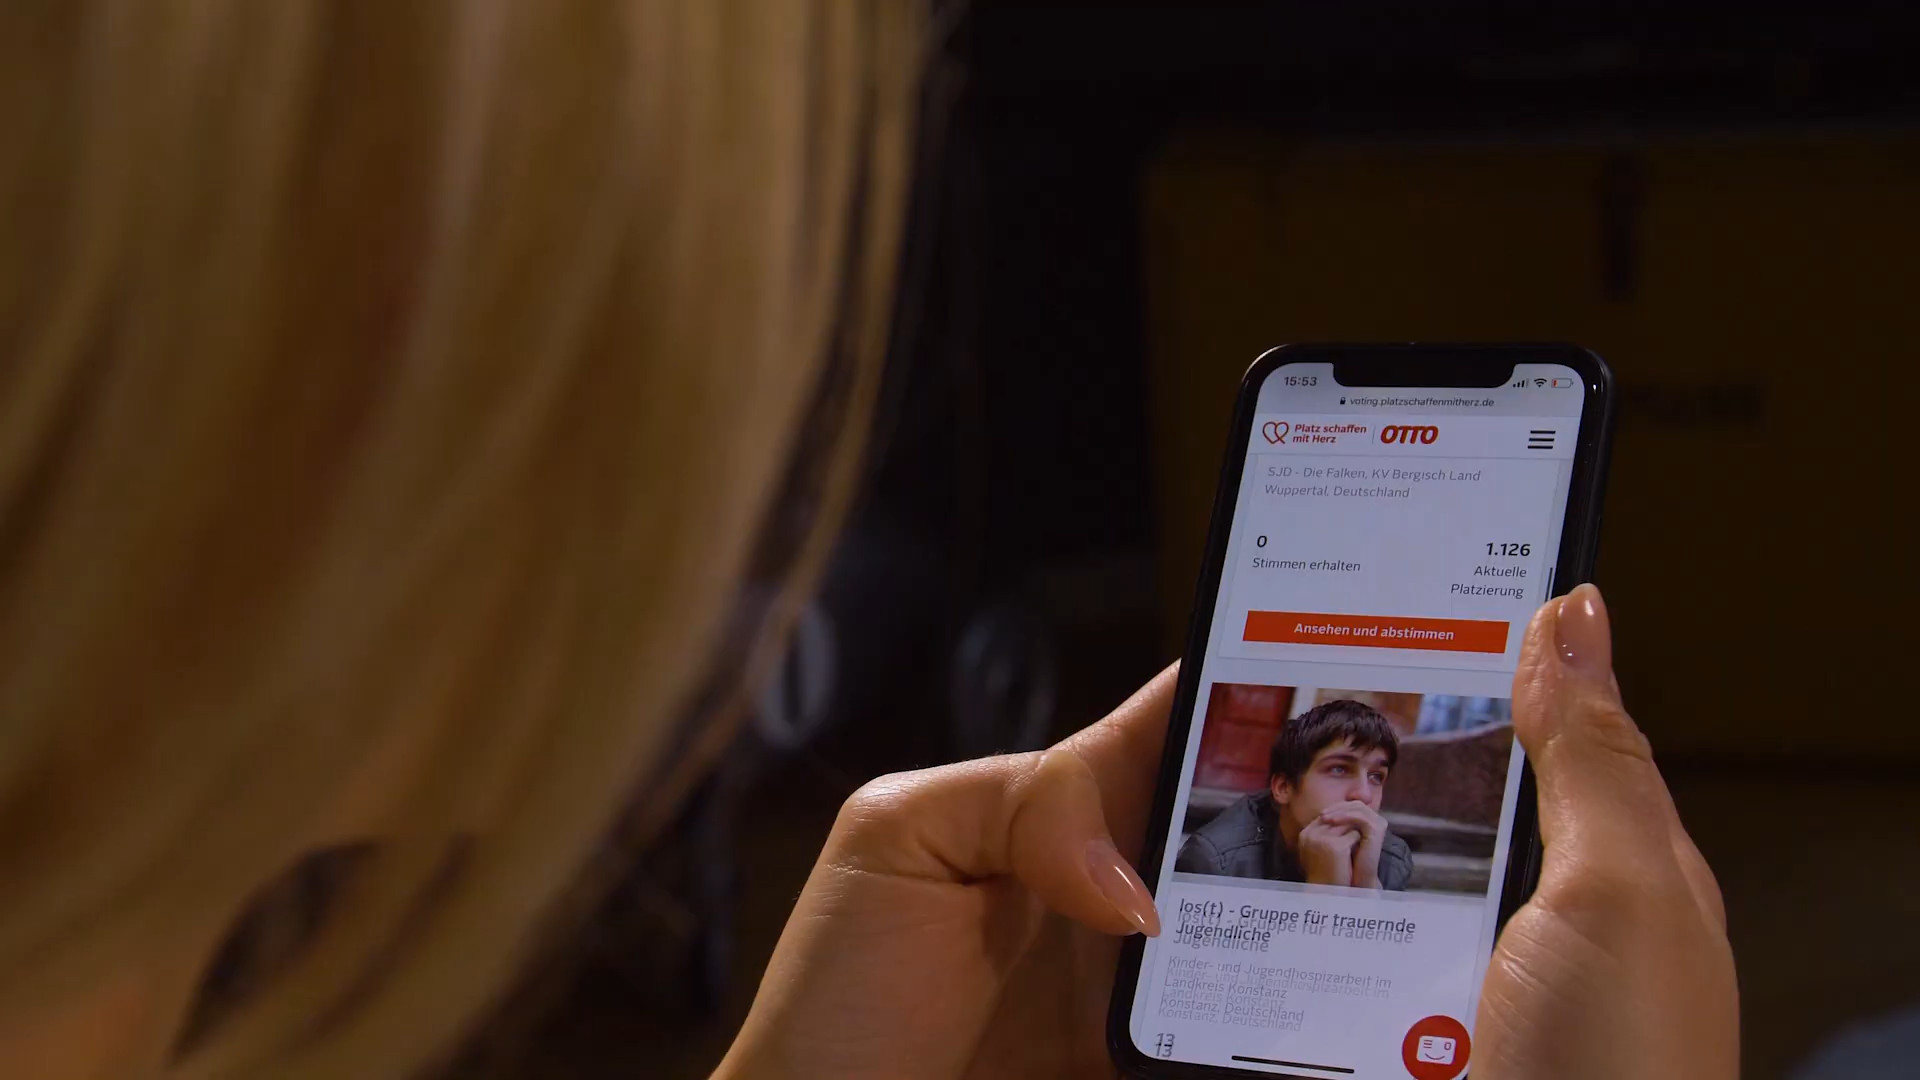 15:53
voting.platzschaffenmitherz.de
Platz schaffen
mit Herz
OTTO
SJD - Die Falken, KV Bergisch Land
Wuppertal, Deutschland
0
Stimmen erhalten
1.126
Aktuelle
Platzierung
Ansehen und abstimmen
los(t) - Gruppe für trauernde
Jugendliche
Kinder- und Jugendhospizarbeit im
Landkreis Konstanz
Konstanz, Deutschland
13